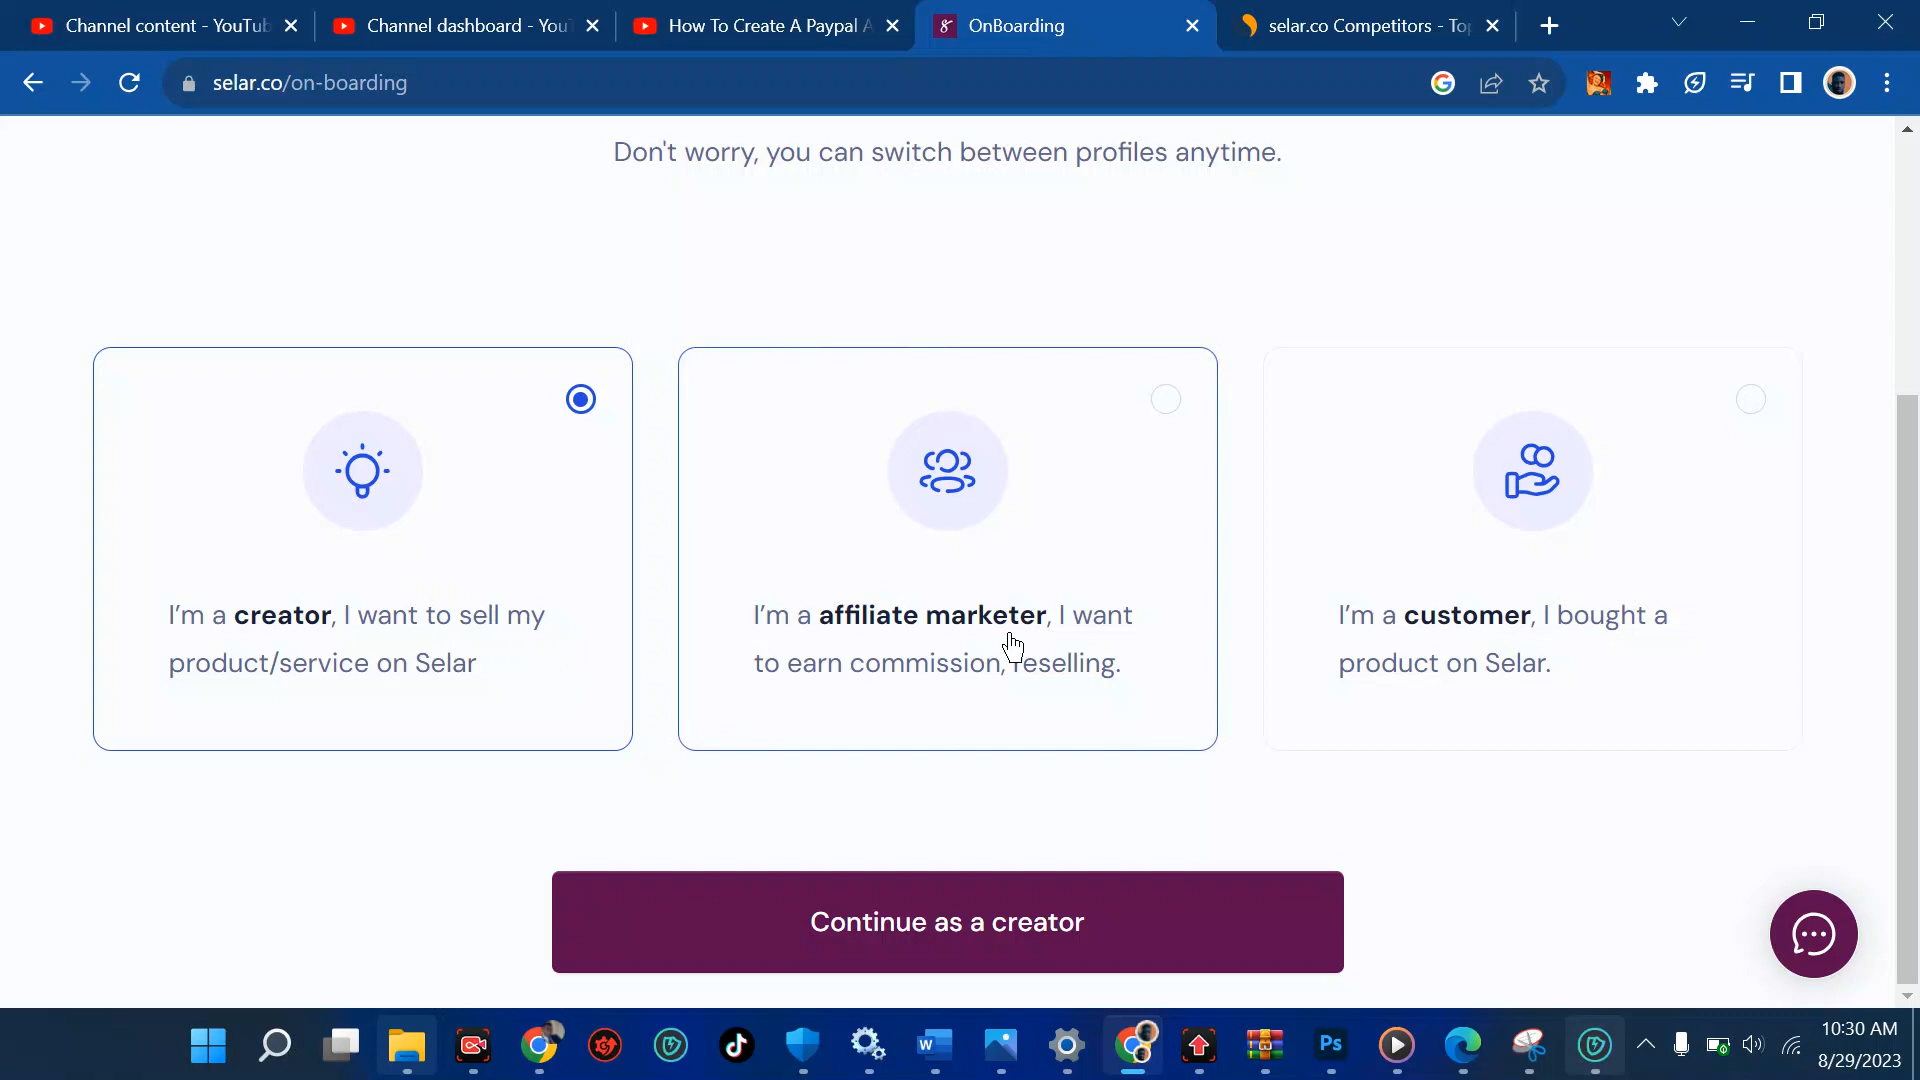 Channel content - YouTub
Channel dashboard - You
How To Create A Paypal A
OnBoarding
selar.co Competitors - Top
selar.co/on-boarding
Don't worry, you can switch between profiles anytime.
I'm a creator, I want to sell my
product/service on Selar
I'm a affiliate marketer, I want
to earn commission, reselling.
I'm a customer, I bought a
product on Selar.
Continue as a creator
10:30 AM
8/29/2023